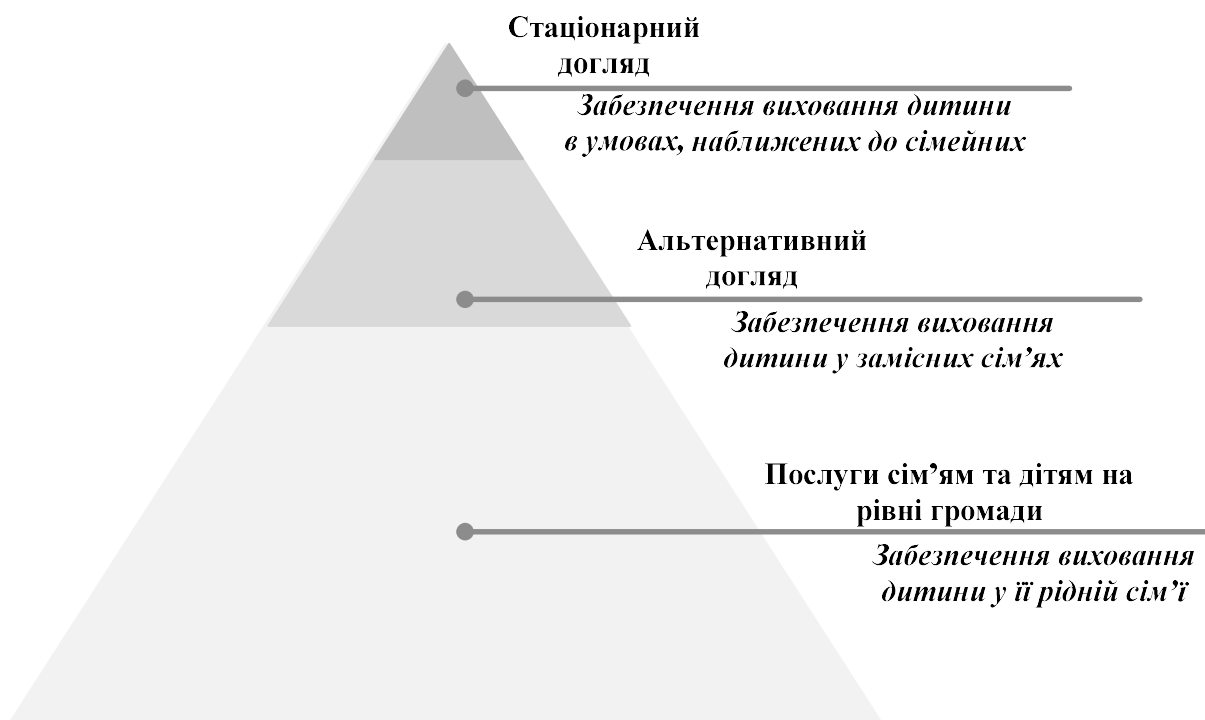 Стаціонарний
догляд
Забезпечення виховання дитини
в умовах, наближених до сімейних
Альтернативний
догляд
Забезпечення виховання
дитини у замісних сім’ях
Послуги сім’ям та дітям на
рівні громади
Забезпечення виховання
дитини у її рідній сім’ї